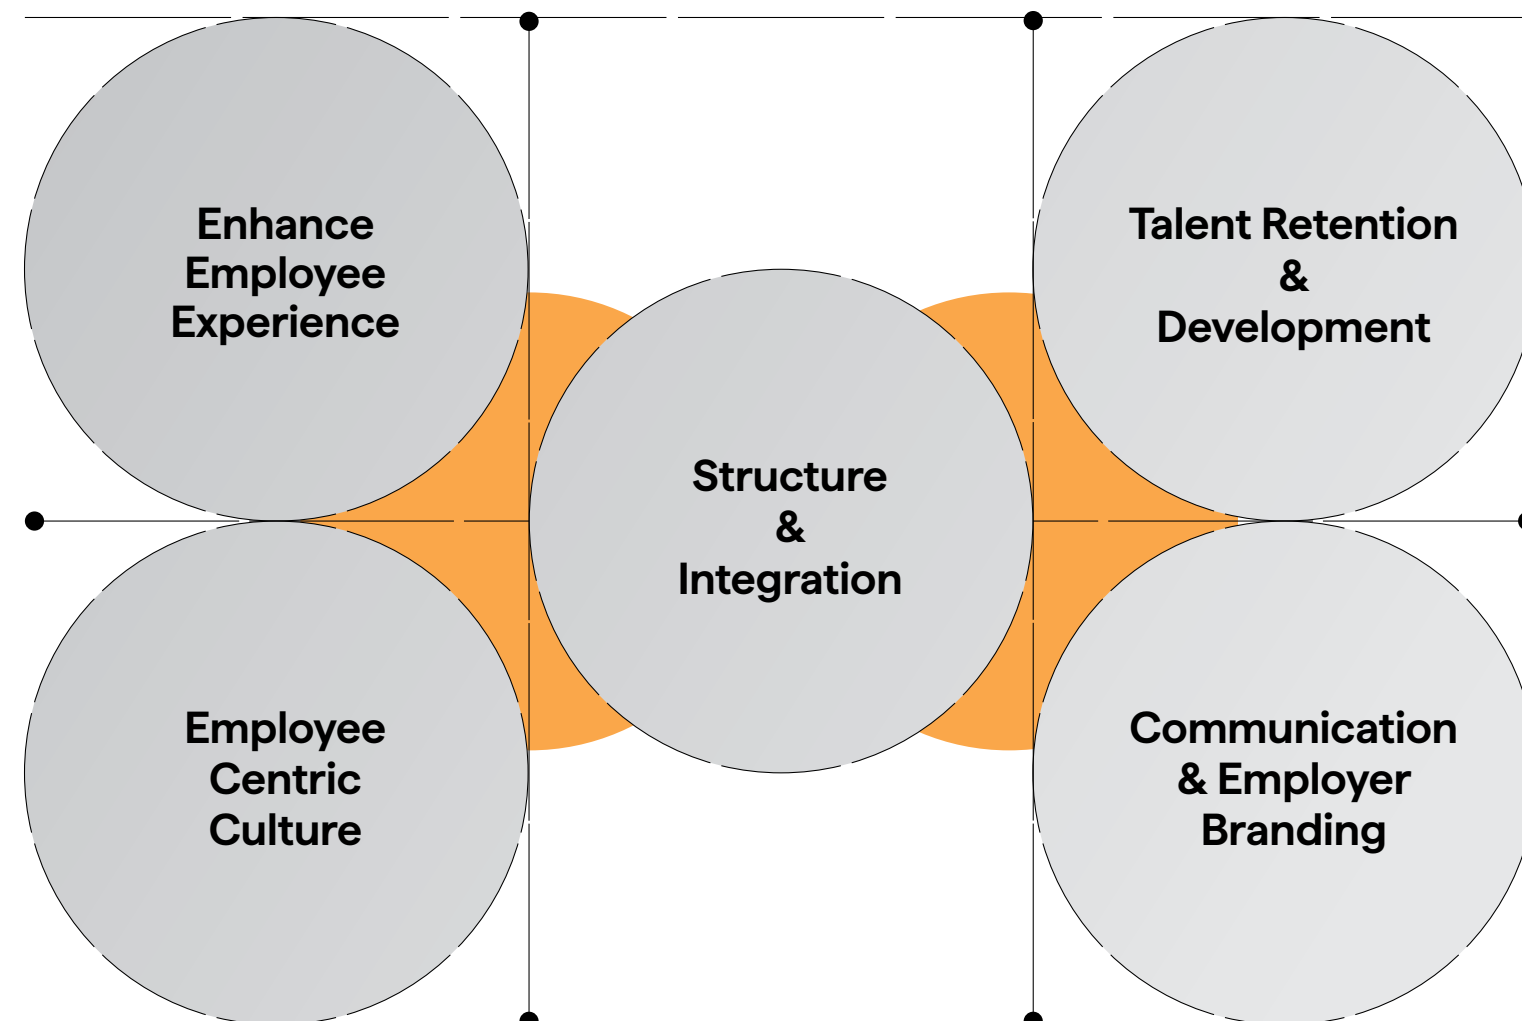 Enhance
Employee
Experience
Talent Retention
&
Development
Structure
&
Integration
Employee
Centric
Culture
Communication
& Employer
Branding